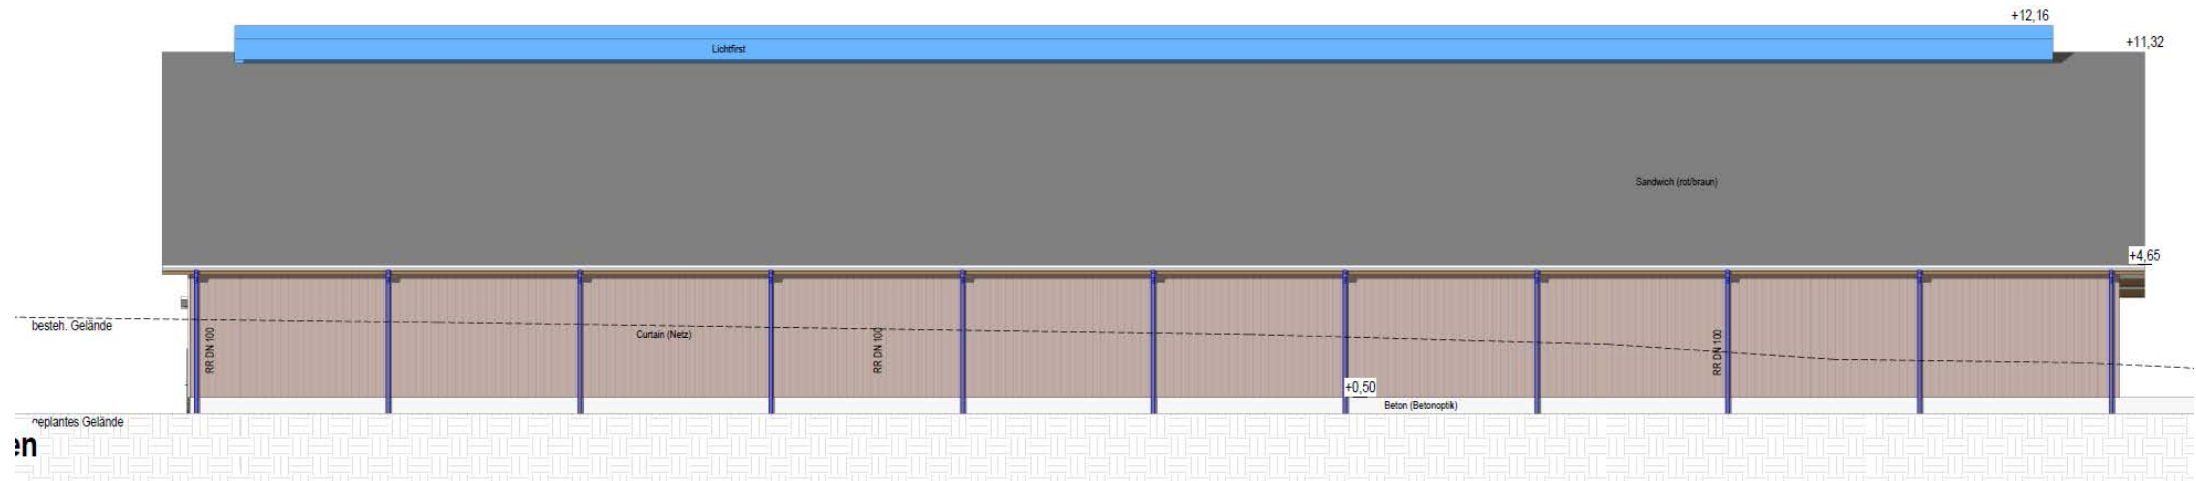 +12,16
+11,32
Lichtfirst
Sandwich (rot/braun)
+4,65
besteh. Gelände
RR DN 100
Curtain (Netz)
RR DN 100
RR DN 100
+0,50
Beton (Betonoptik)
geplantes Gelände
en